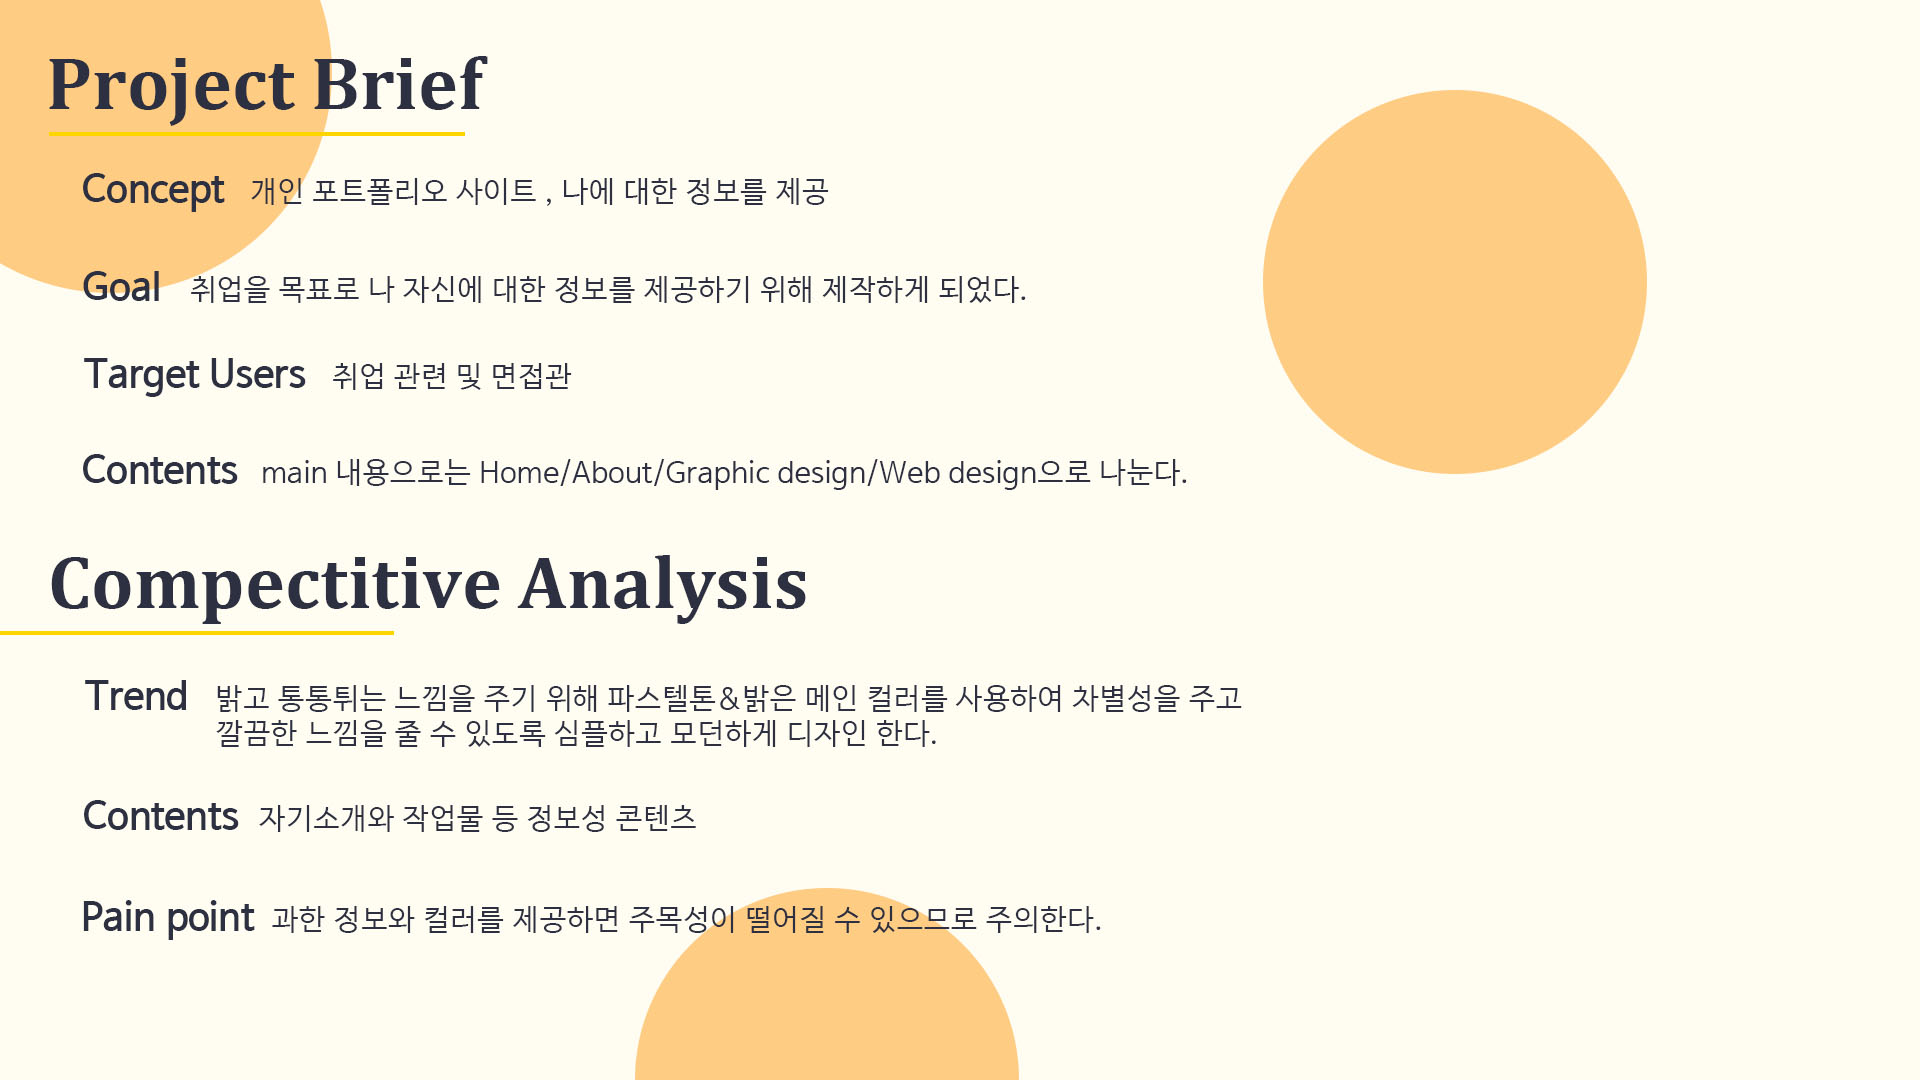 Project Brief
Concept 개인 포트폴리오 사이트 , 나에 대한 정보를 제공
Goal 취업을 목표로 나 자신에 대한 정보를 제공하기 위해 제작하게 되었다.
Target Users 취업 관련 및 면접관
Contents main 내용으로는 Home/About/Graphic design/Web design으로 나눈다.
Compectitive Analysis
Trend 밝고 통통튀는 느낌을 주기 위해 파스텔톤&밝은 메인 컬러를 사용하여 차별성을 주고
깔끔한 느낌을 줄 수 있도록 심플하고 모던하게 디자인 한다.
Contents 자기소개와 작업물 등 정보성 콘텐츠
Pain point 과한 정보와 컬러를 제공하면 주목성이 떨어질 수 있으므로 주의한다.